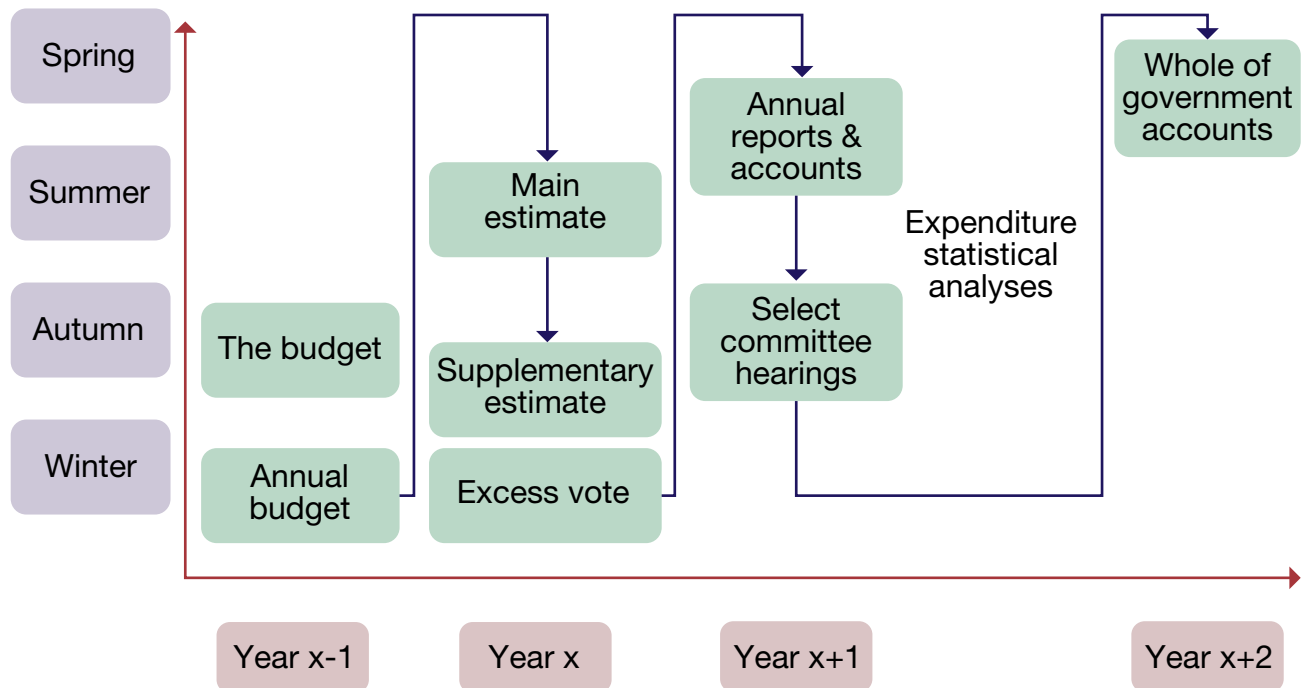 Spring
Summer
Autumn
Winter
The budget
Annual
budget
Main
estimate
Supplementary
estimate
Excess vote
Annual
reports &
accounts
Select
committee
hearings
Expenditure
statistical
analyses
Whole of
government
accounts
Year x-1
Year x
Year x+1
Year x+2